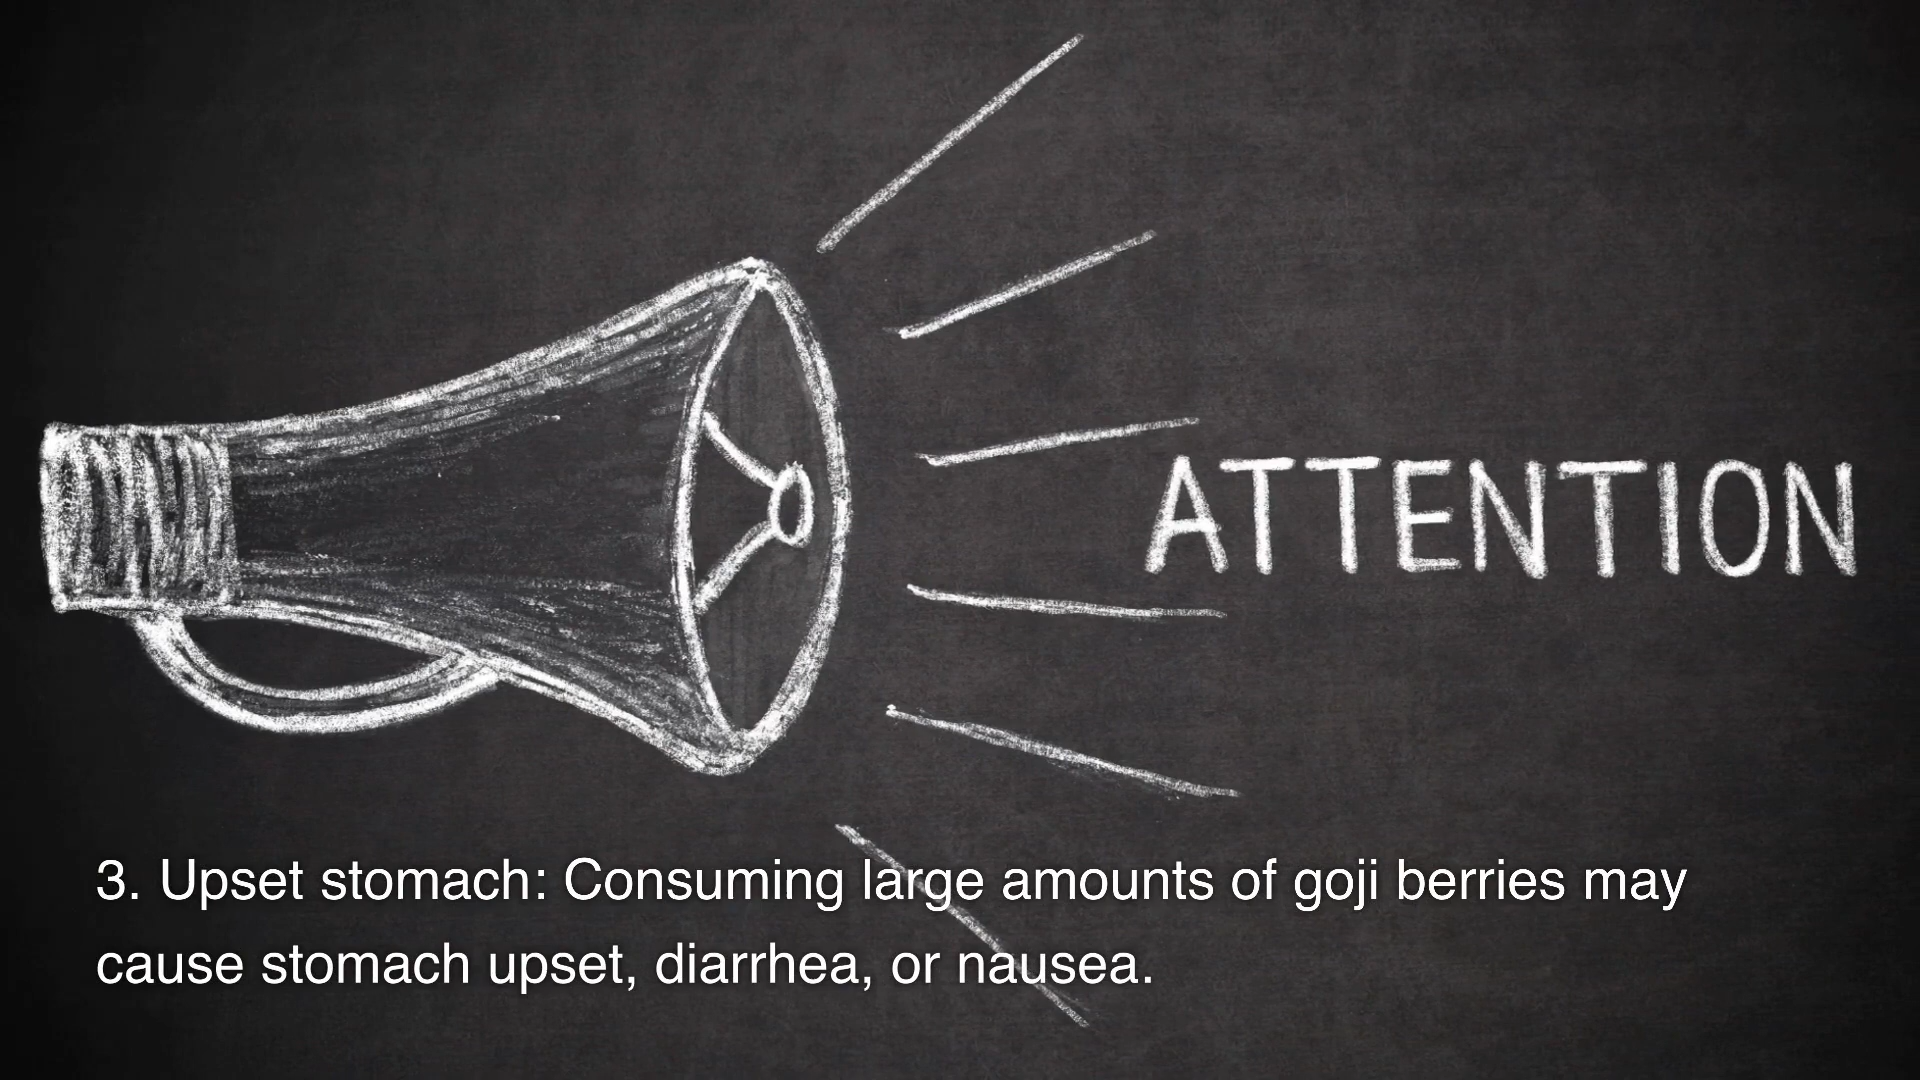 ATTENTION
3. Upset stomach: Consuming large amounts of goji berries may
cause stomach upset, diarrhea, or nausea.